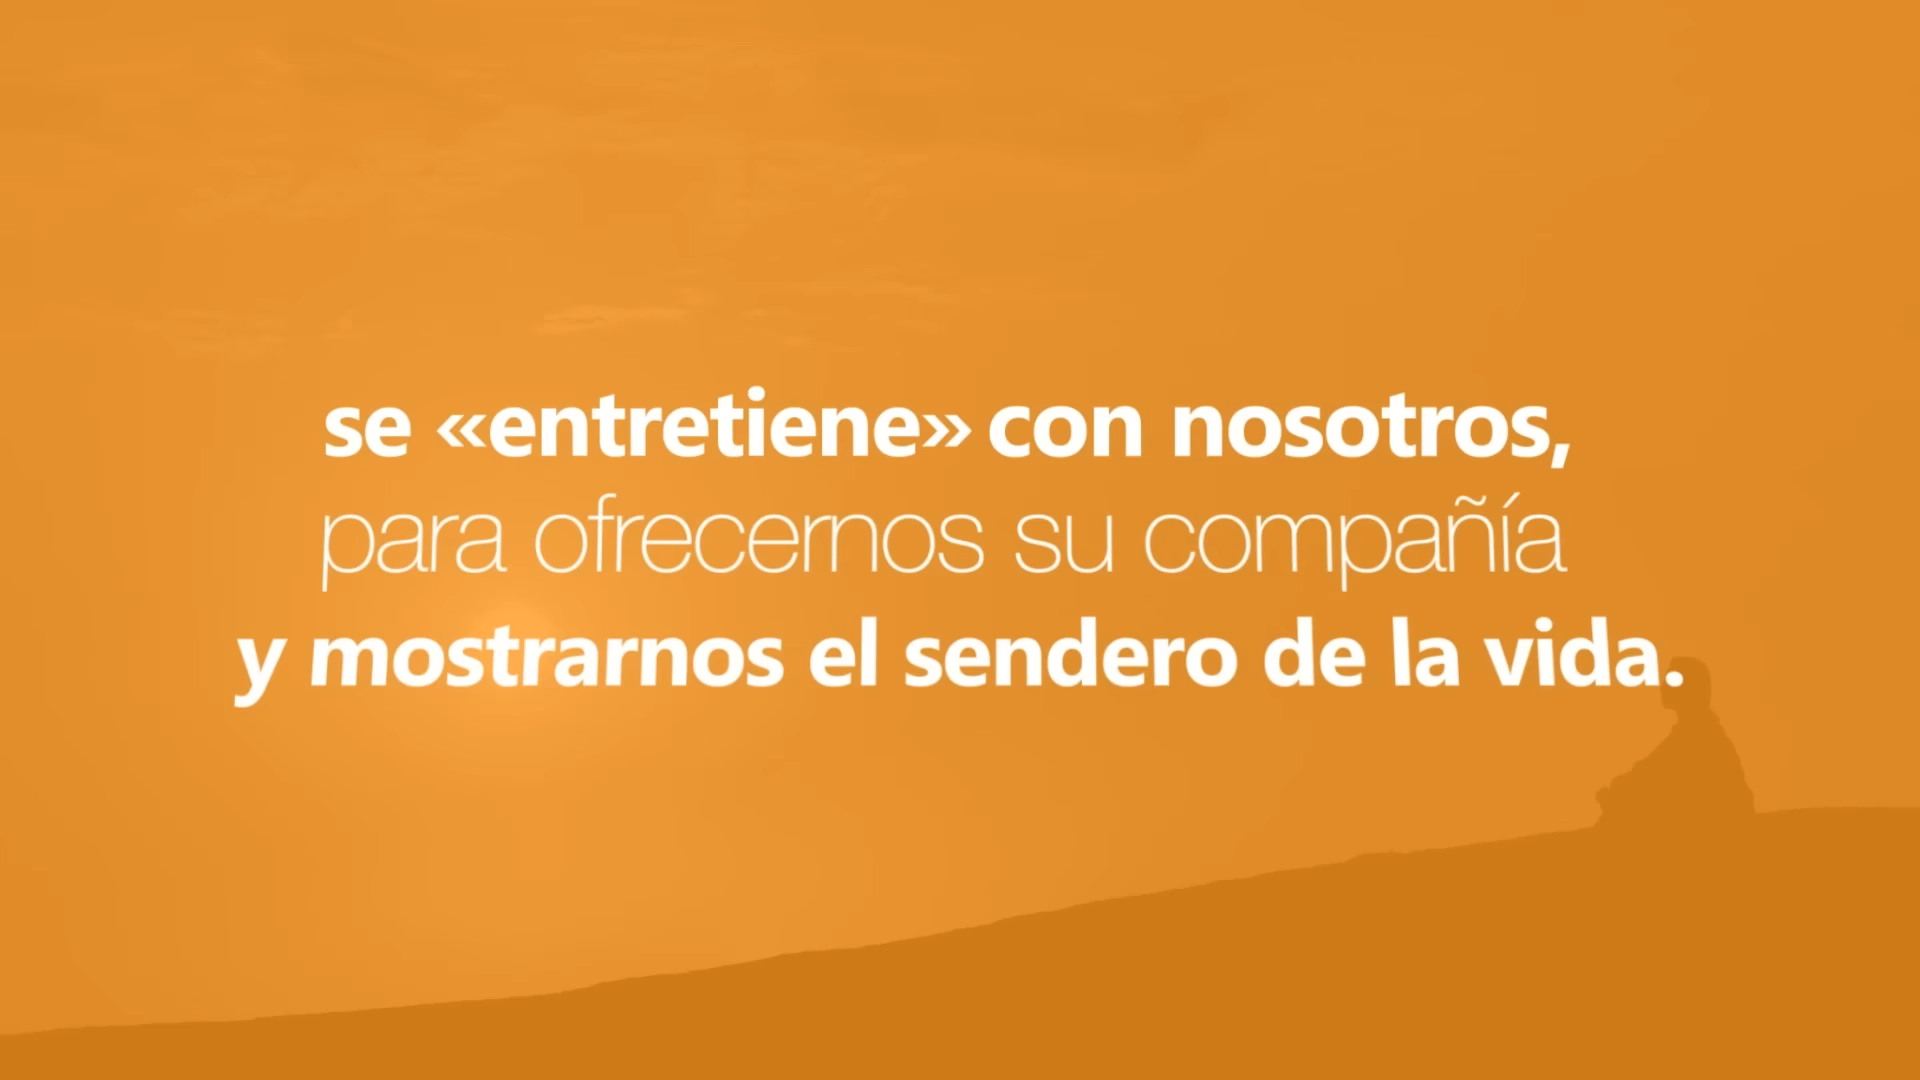 se «entretiene» con nosotros,
para ofrecernos su compañía
y mostrarnos el sendero de la vida.